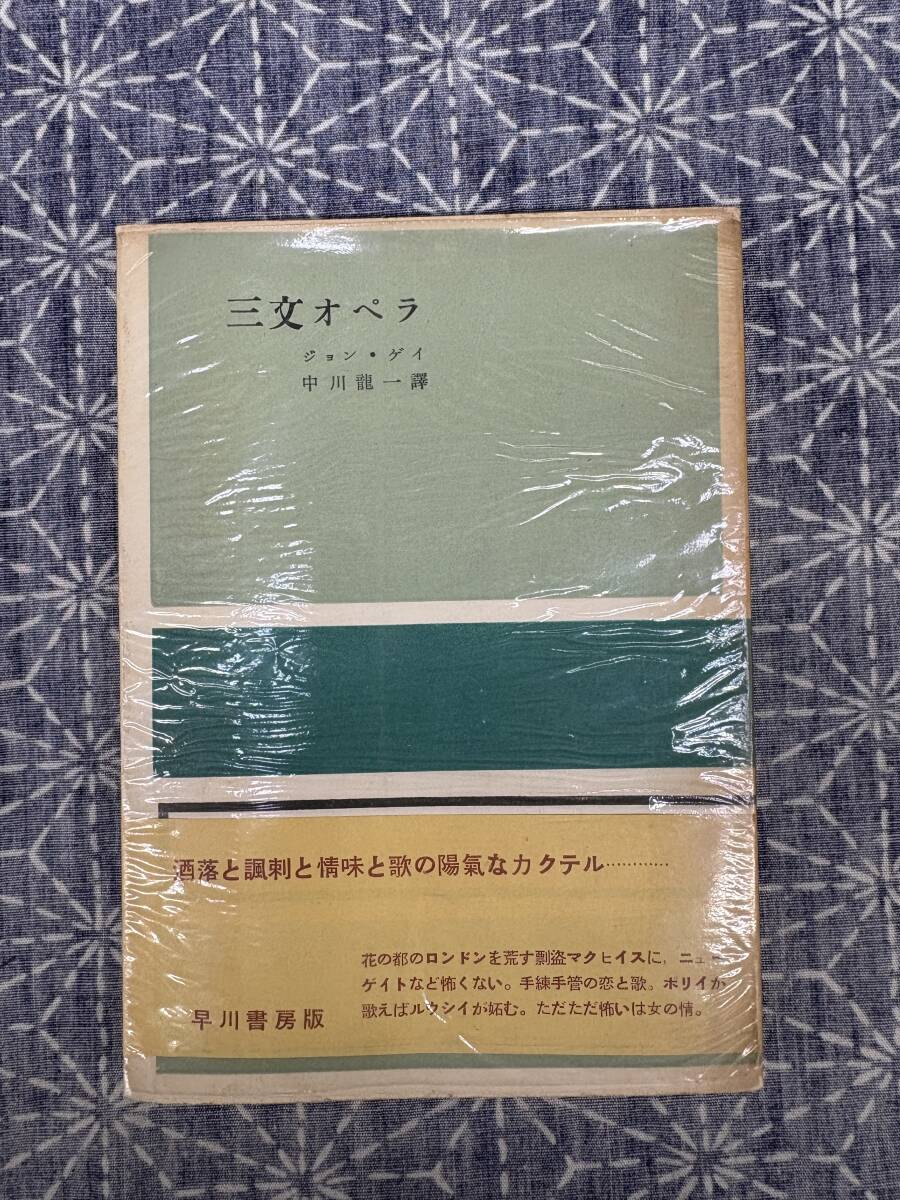 三文オペラ
ジョン・ゲイ
中川龍一譯
洒落と諷刺と情味と歌の陽氣なカクテル…………
花の都のロンドンを荒す剽盗マクヒイスに，ニュー
ゲイトなど怖くない。手練手管の恋と歌。ポリイが
歌えばルウシイが妬む。ただただ怖いは女の情。
早川書房版